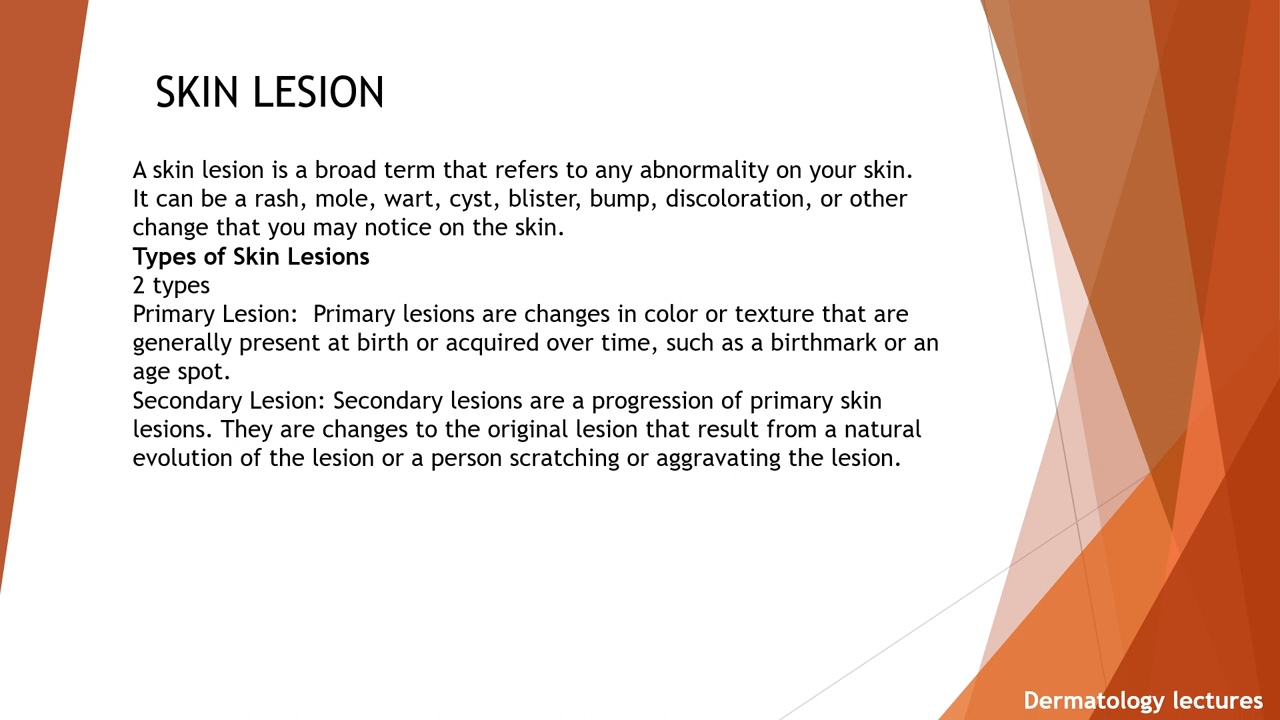 SKIN LESION
A skin lesion is a broad term that refers to any abnormality on your skin.
It can be a rash, mole, wart, cyst, blister, bump, discoloration, or other
change that you may notice on the skin.
Types of Skin Lesions
2 types
Primary Lesion:  Primary lesions are changes in color or texture that are
generally present at birth or acquired over time, such as a birthmark or an
age spot.
Secondary Lesion: Secondary lesions are a progression of primary skin
lesions. They are changes to the original lesion that result from a natural
evolution of the lesion or a person scratching or aggravating the lesion.
Dermatology lectures